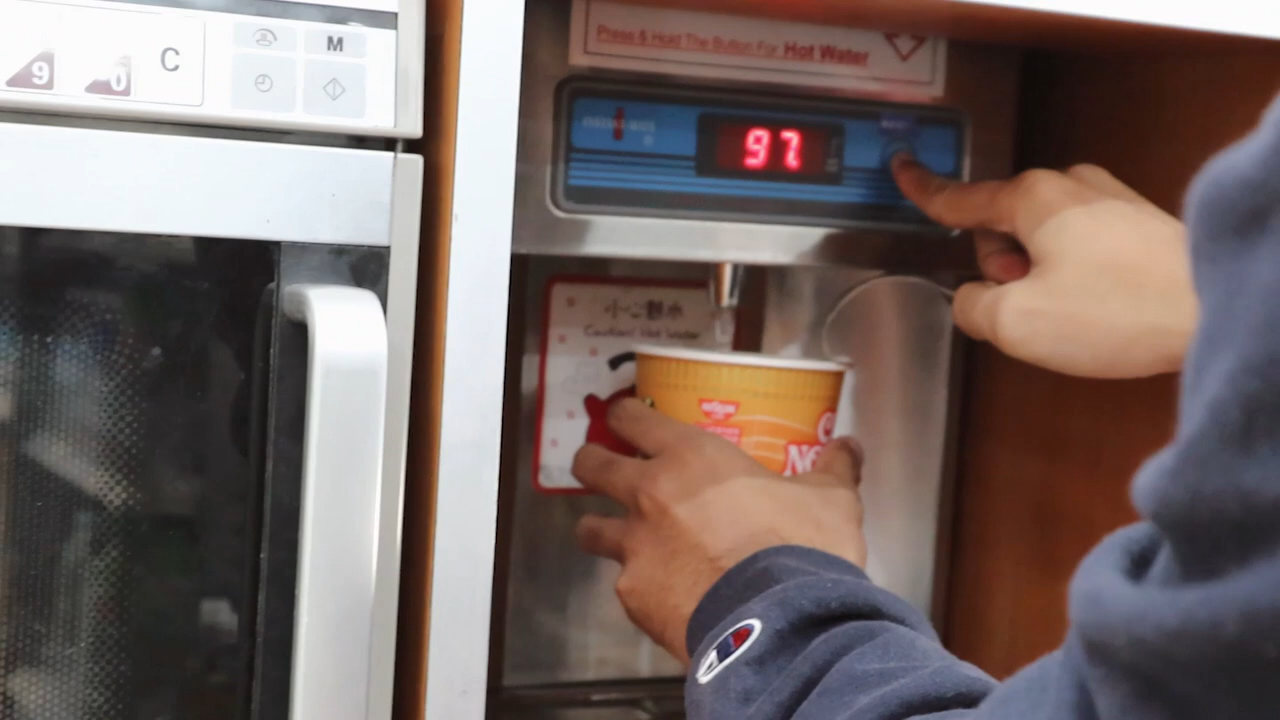 9 0 C
M
Press & Hold The Button For Hot Water
97
小心熱水
Caution! Hot Water
NISSIN
C
NO